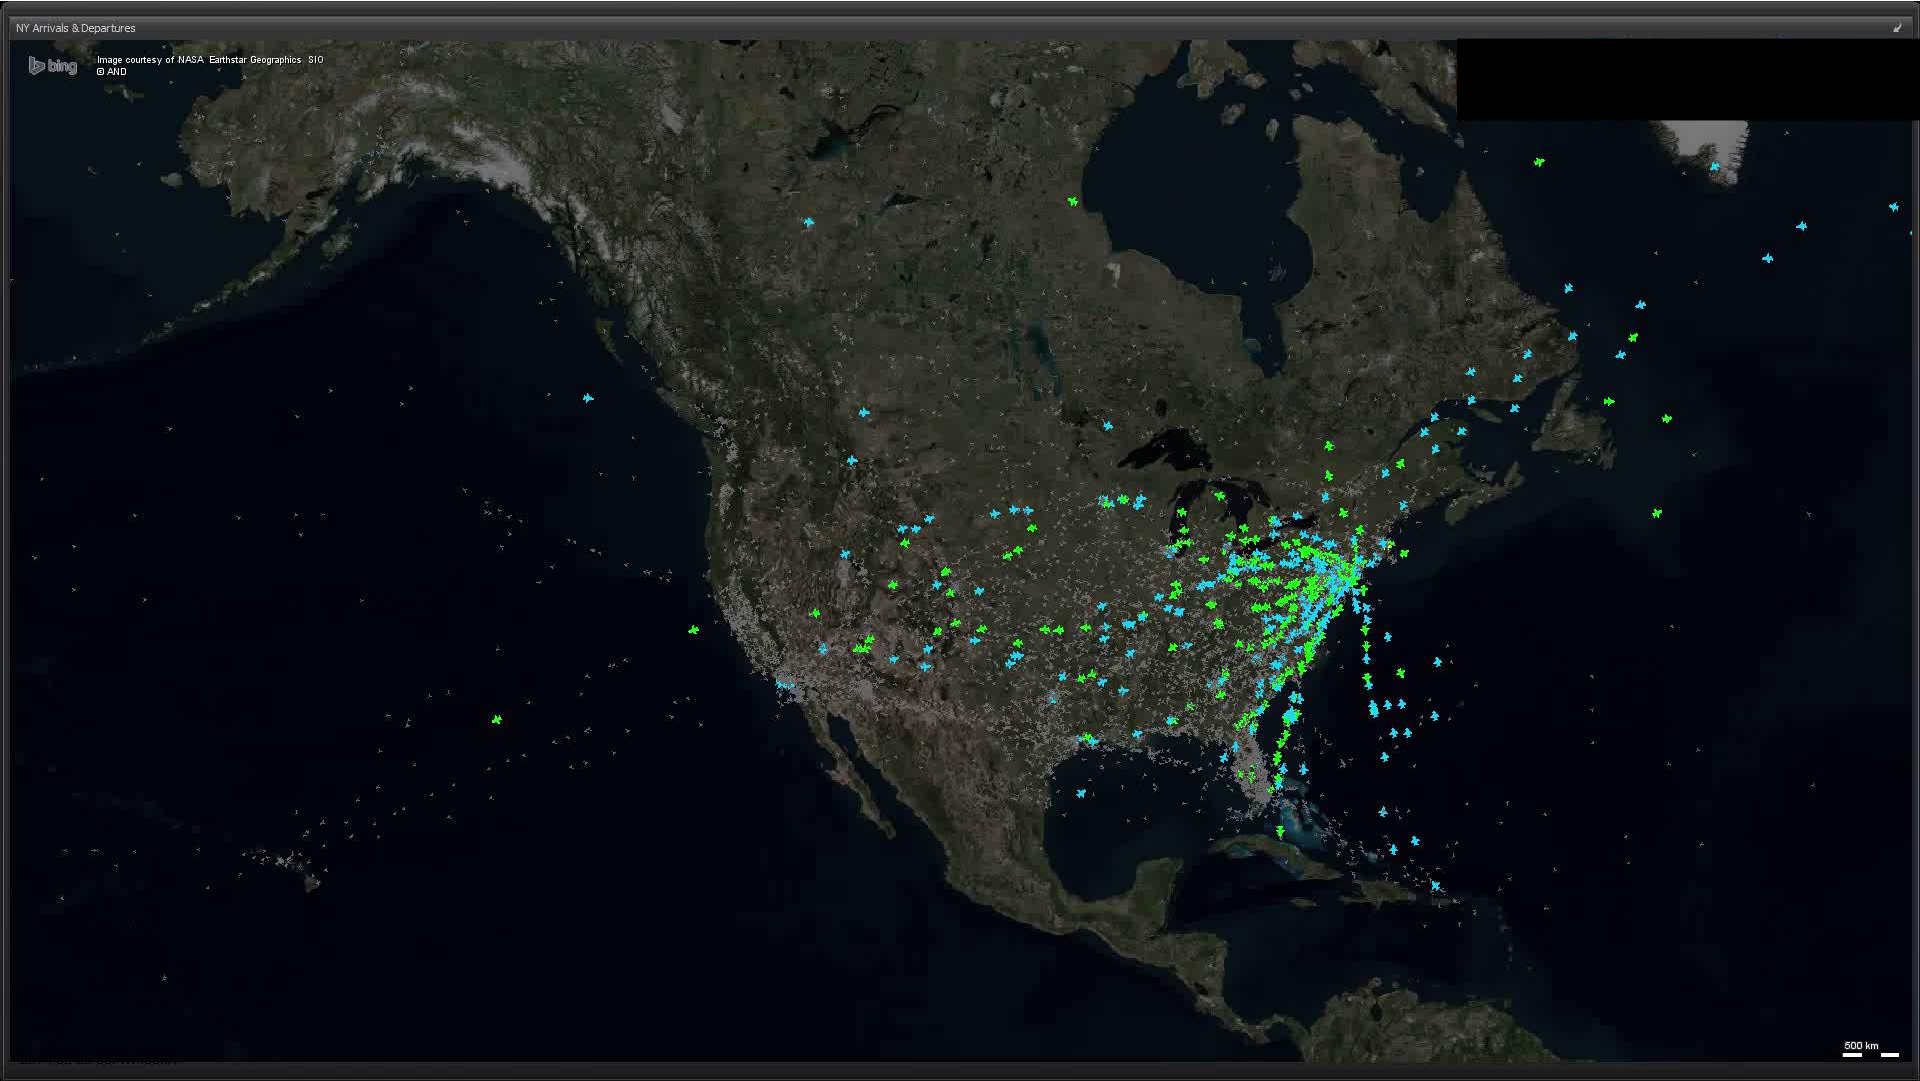 NY Arrivals & Departures
bing
Image courtesy of NASA Earthstar Geographics SIO
© AND
500 km